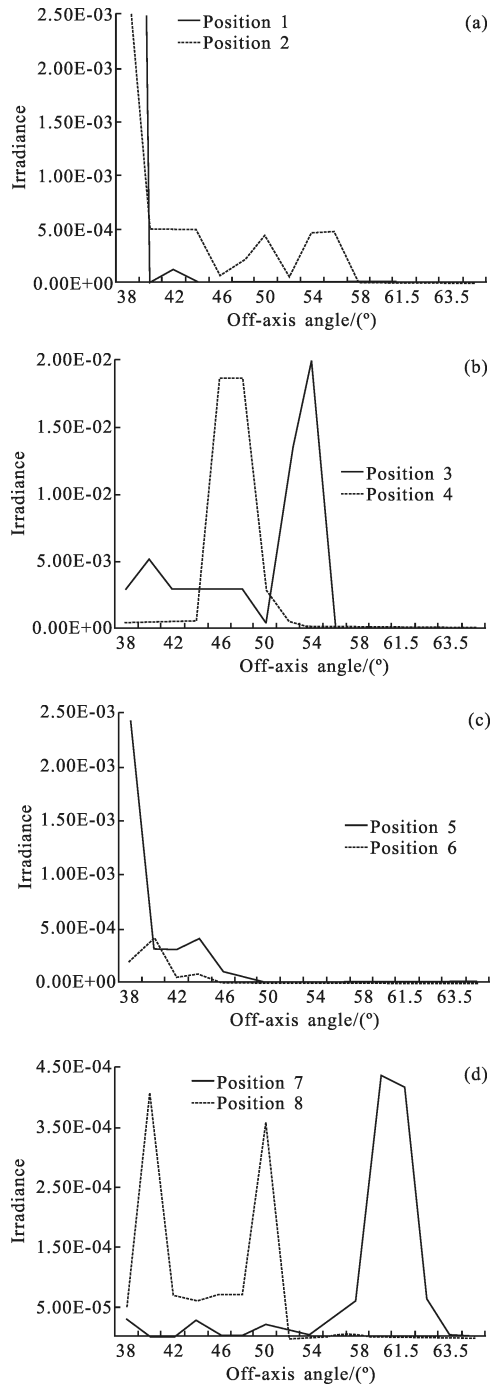 (a)
Position 1
Position 2
2.50E-03
2.00E-03
1.50E-03
1.00E-03
5.00E-04
0.00E+00
Irradiance
38 42 46 50 54 58 61.5 63.5
Off-axis angle/(º)
(b)
2.00E-02
1.50E-02
1.00E-02
5.00E-03
0.00E+00
Irradiance
Position 3
Position 4
38 42 46 50 54 58 61.5 63.5
Off-axis angle/(º)
(c)
2.50E-03
2.00E-03
1.50E-03
1.00E-03
5.00E-04
0.00E+00
Irradiance
Position 5
Position 6
38 42 46 50 54 58 61.5 63.5
Off-axis angle/(º)
(d)
Position 7
Position 8
4.50E-04
3.50E-04
2.50E-04
1.50E-04
5.00E-05
Irradiance
38 42 46 50 54 58 61.5 63.5
Off-axis angle/(º)